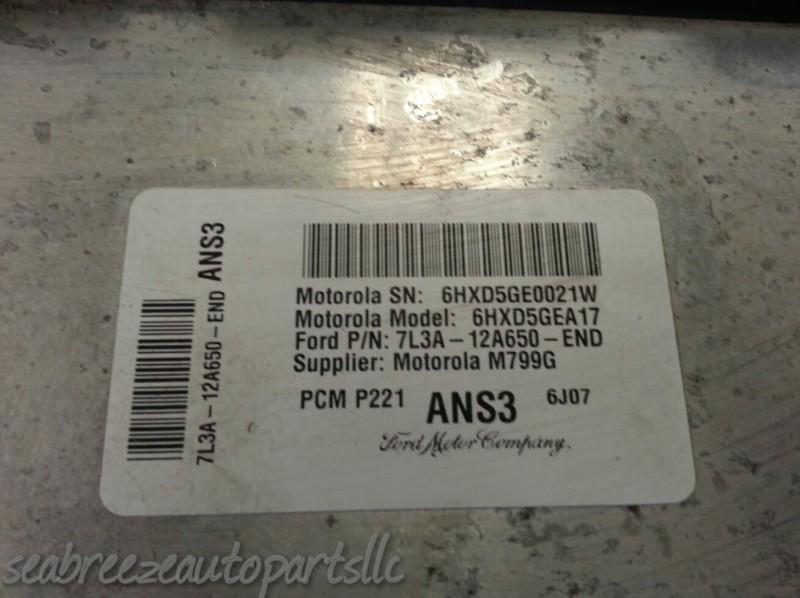 7L3A-12A650-END ANS3
Motorola SN: 6HXD5GE0021W
Motorola Model: 6HXD5GEA17
Ford P/N: 7L3A-12A650-END
Supplier: Motorola M799G
PCM P221 ANS3 6J07
Ford Motor Company.
seabreezeautopartsllc